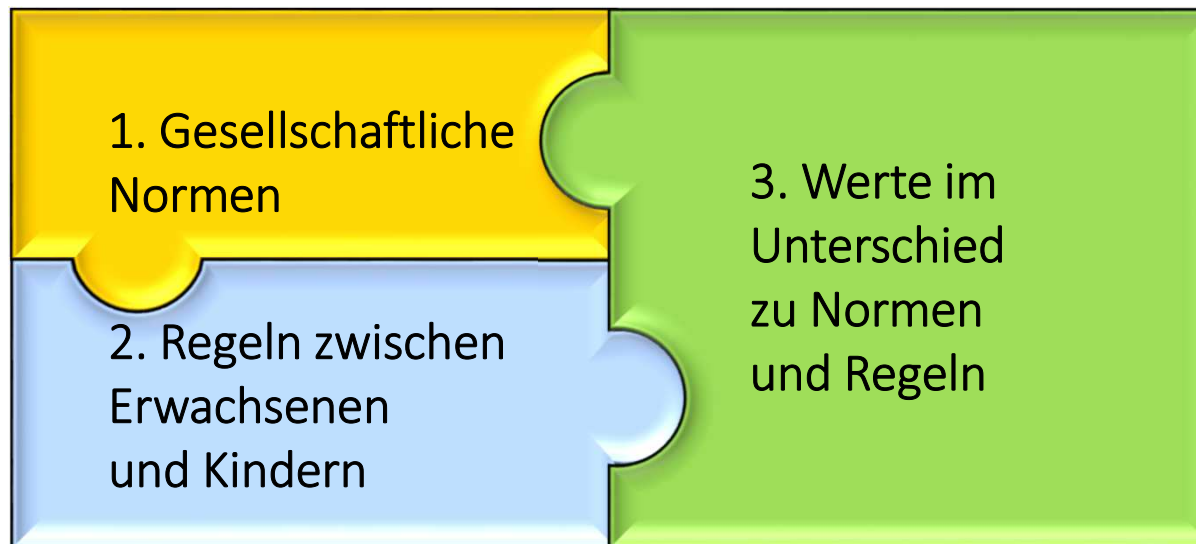 1. Gesellschaftliche
Normen
2. Regeln zwischen
Erwachsenen
und Kindern
3. Werte im
Unterschied
zu Normen
und Regeln